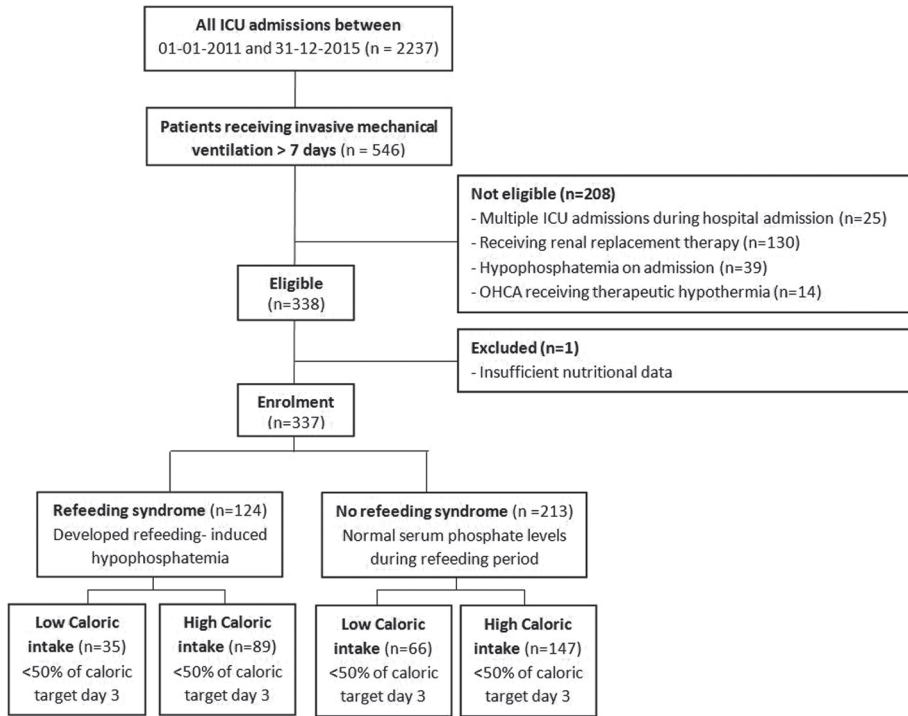 All ICU admissions between
01-01-2011 and 31-12-2015 (n = 2237)
Patients receiving invasive mechanical
ventilation > 7 days (n = 546)
Not eligible (n=208)
- Multiple ICU admissions during hospital admission (n=25)
- Receiving renal replacement therapy (n=130)
- Hypophosphatemia on admission (n=39)
- OHCA receiving therapeutic hypothermia (n=14)
Eligible
(n=338)
Excluded (n=1)
- Insufficient nutritional data
Enrolment
(n=337)
Refeeding syndrome (n=124)
Developed refeeding- induced
hypophosphatemia
No refeeding syndrome (n =213)
Normal serum phosphate levels
during refeeding period
Low Caloric
intake (n=35)
<50% of caloric
target day 3
High Caloric
intake (n=89)
<50% of caloric
target day 3
Low Caloric
intake (n=66)
<50% of caloric
target day 3
High Caloric
intake (n=147)
<50% of caloric
target day 3